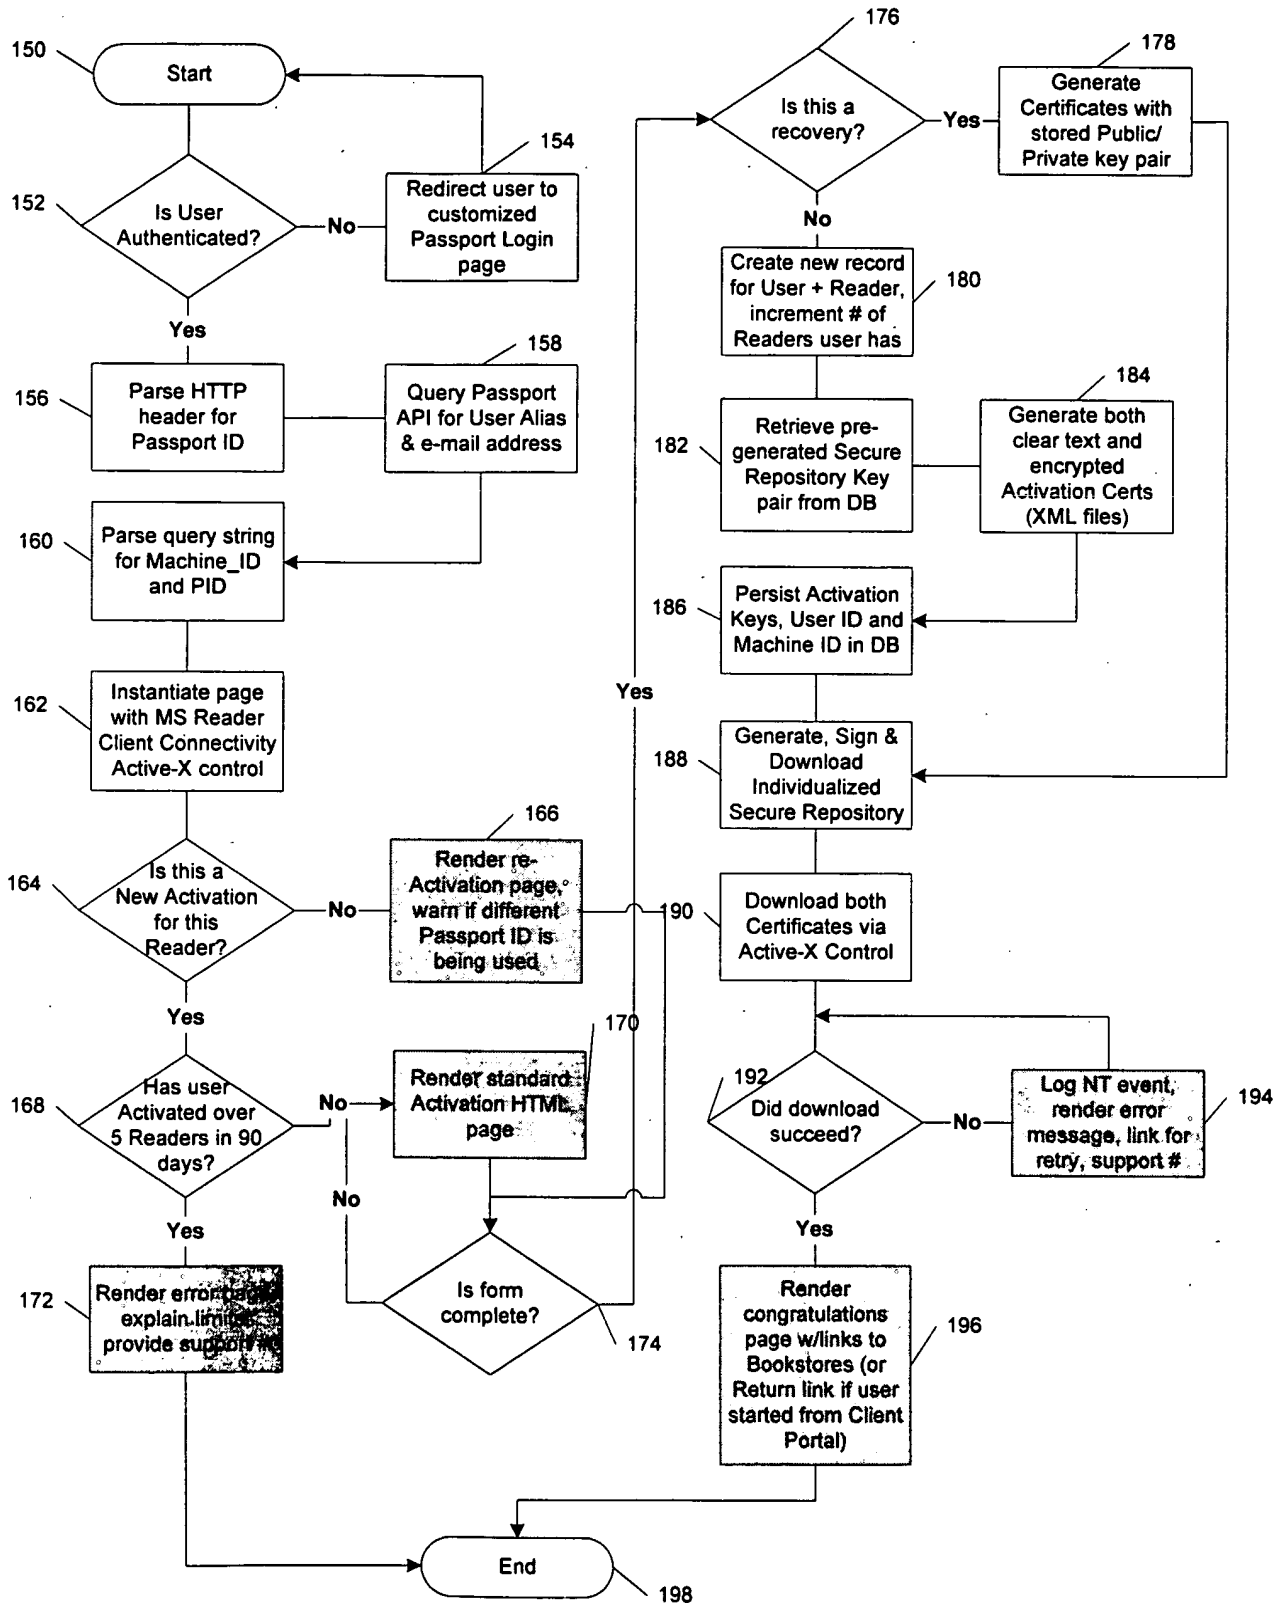 150
Start
152
Is User
Authenticated?
No
154
Redirect user to
customized
Passport Login
page
Yes
156
Parse HTTP
header for
Passport ID
158
Query Passport
API for User Alias
& e-mail address
160
Parse query string
for Machine_ID
and PID
162
Instantiate page
with MS Reader
Client Connectivity
Active-X control
164
Is this a
New Activation
for this
Reader?
No
166
Render re-
Activation page,
warn if different
Passport ID is
being used
Yes
168
Has user
Activated over
5 Readers in 90
days?
No
170
Render standard
Activation HTML
page
No
Yes
172
Render error page
explain limits
provide support #
Is form
complete?
174
Yes
176
Is this a
recovery?
Yes
178
Generate
Certificates with
stored Public/
Private key pair
No
180
Create new record
for User + Reader,
increment # of
Readers user has
182
Retrieve pre-
generated Secure
Repository Key
pair from DB
184
Generate both
clear text and
encrypted
Activation Certs
(XML files)
186
Persist Activation
Keys, User ID and
Machine ID in DB
188
Generate, Sign &
Download
Individualized
Secure Repository
190
Download both
Certificates via
Active-X Control
192
Did download
succeed?
No
194
Log NT event,
render error
message, link for
retry, support #
Yes
196
Render
congratulations
page w/links to
Bookstores (or
Return link if user
started from Client
Portal)
End
198